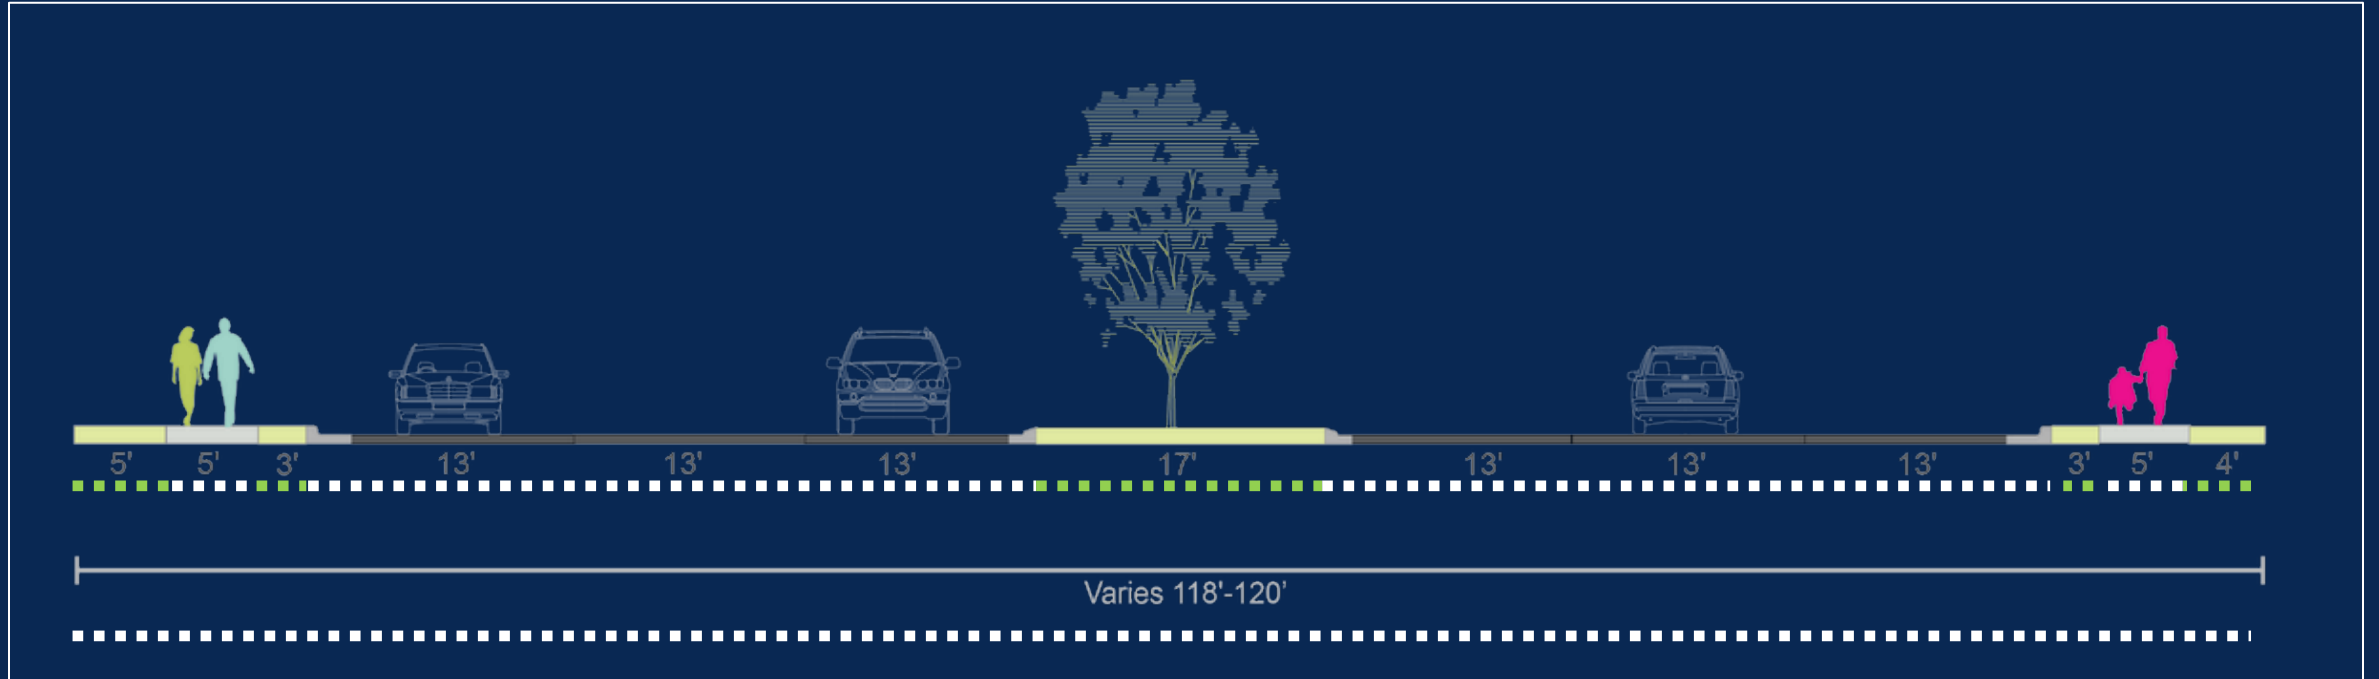 5' 5' 3' 13' 13' 13' 17' 13' 13' 13' 3' 5' 4'
Varies 118'-120’